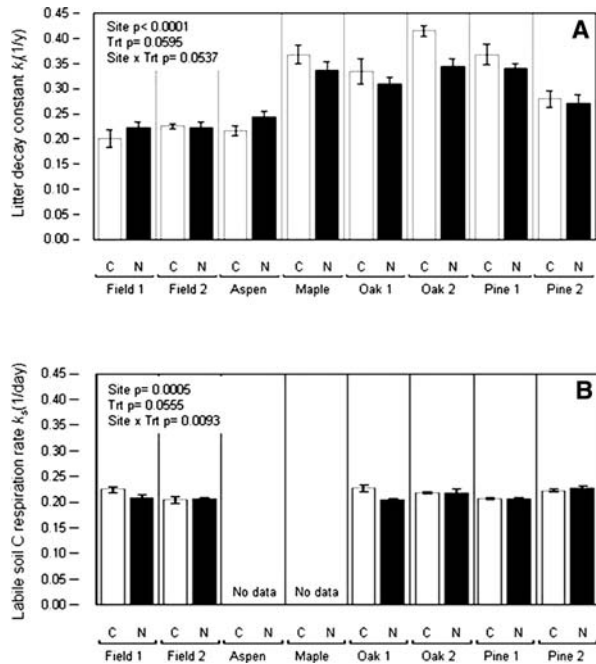 Litter decay constant kl(1/y)
0.45
0.40
0.35
0.30
0.25
0.20
0.15
0.10
0.05
0.00
Site p< 0.0001
Trt p= 0.0595
Site x Trt p= 0.0537
A
C N C N C N C N C N C N C N C N
Field 1 Field 2 Aspen Maple Oak 1 Oak 2 Pine 1 Pine 2
Labile soil C respiration rate ks(1/day)
0.45
0.40
0.35
0.30
0.25
0.20
0.15
0.10
0.05
0.00
Site p= 0.0005
Trt p= 0.0555
Site x Trt p= 0.0093
B
No data No data
C N C N C N C N C N C N C N C N
Field 1 Field 2 Aspen Maple Oak 1 Oak 2 Pine 1 Pine 2